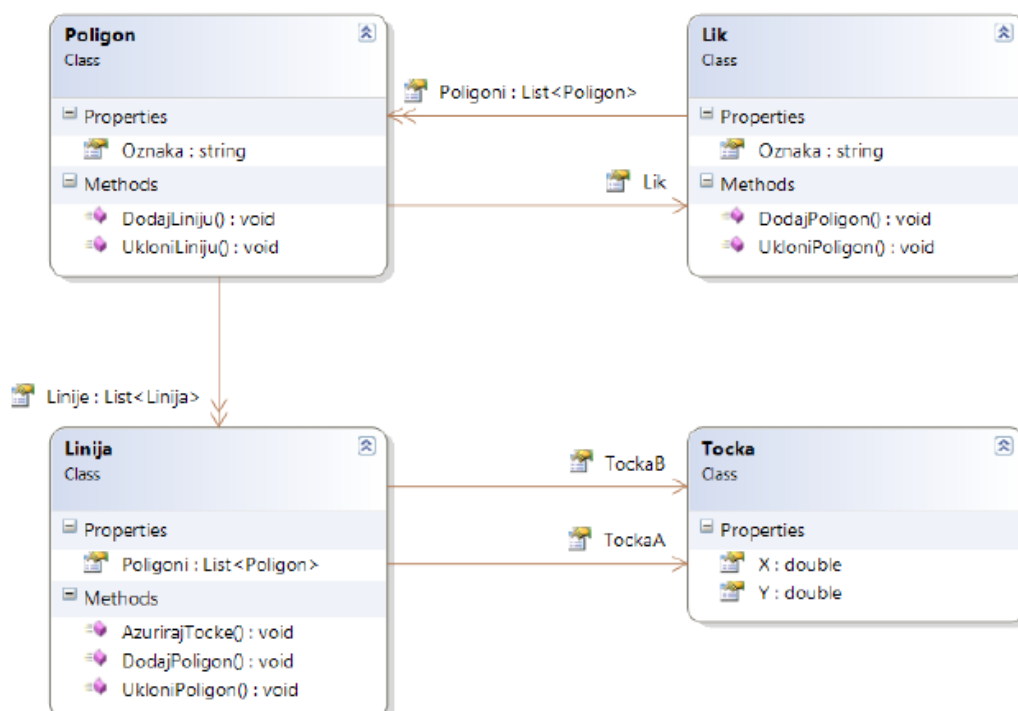 Poligon
Class
Properties
Oznaka : string
Methods
DodajLiniju() : void
UkloniLiniju() : void
Poligoni : List<Poligon>
Lik
Lik
Class
Properties
Oznaka : string
Methods
DodajPoligon() : void
UkloniPoligon() : void
Linije : List<Linija>
Linija
Class
Properties
Poligoni : List<Poligon>
Methods
AzurirajTocke() : void
DodajPoligon() : void
UkloniPoligon() : void
TockaB
TockaA
Tocka
Class
Properties
X : double
Y : double